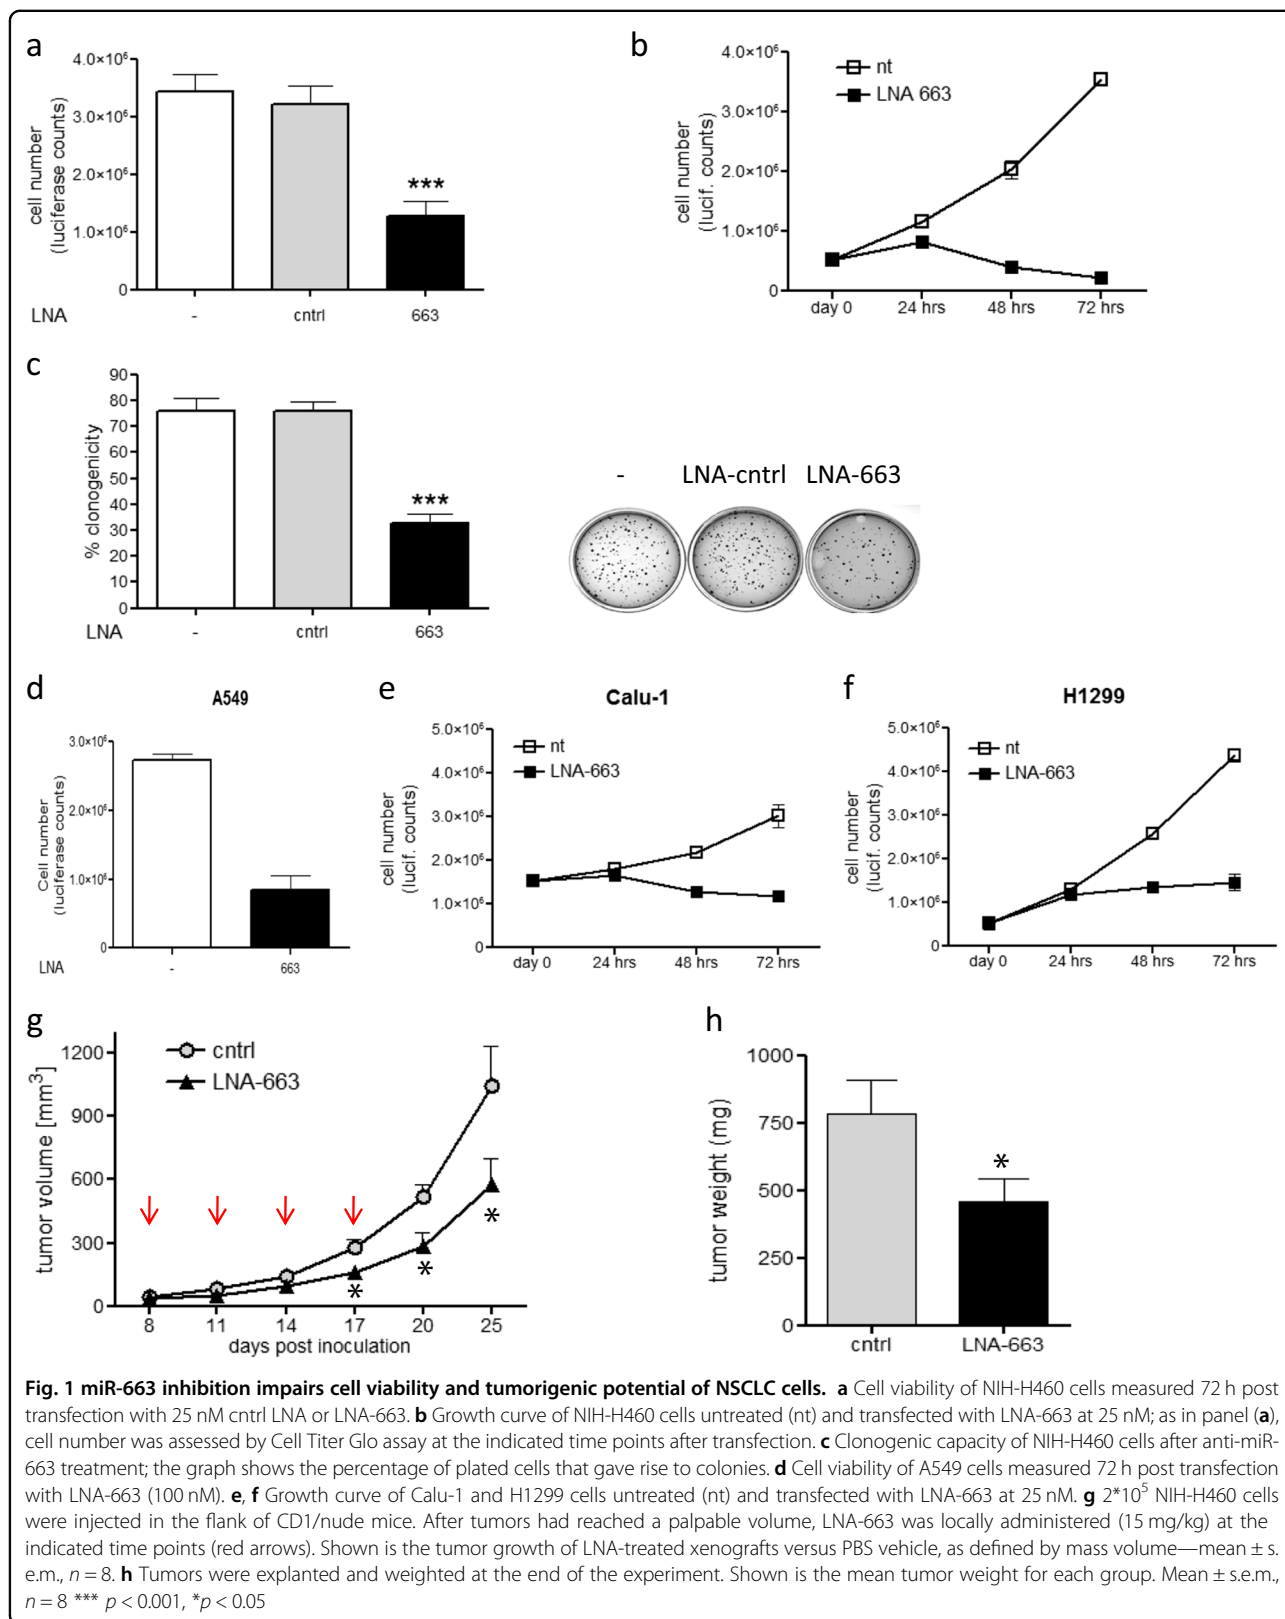 a
4.0×10⁶
3.0×10⁶
2.0×10⁶
1.0×10⁶
0
cell number
(luciferase counts)
***
LNA
-
cntrl
663
b
4.0×10⁶
3.0×10⁶
2.0×10⁶
1.0×10⁶
0
cell number
(lucif. counts)
nt
LNA 663
day 0
24 hrs
48 hrs
72 hrs
c
90
80
70
60
50
40
30
20
10
0
% clonogenicity
***
LNA
-
cntrl
663
-
LNA-cntrl
LNA-663
d
A549
3.0×10⁶
2.0×10⁶
1.0×10⁶
0
Cell number
(luciferase counts)
LNA
-
663
e
Calu-1
5.0×10⁶
4.0×10⁶
3.0×10⁶
2.0×10⁶
1.0×10⁶
0
cell number
(lucif. counts)
nt
LNA-663
day 0
24 hrs
48 hrs
72 hrs
f
H1299
5.0×10⁶
4.0×10⁶
3.0×10⁶
2.0×10⁶
1.0×10⁶
0
cell number
(lucif. counts)
nt
LNA-663
day 0
24 hrs
48 hrs
72 hrs
g
1200
900
600
300
0
tumor volume [mm³]
cntrl
LNA-663
*
*
*
8
11
14
17
20
25
days post inoculation
h
1000
750
500
250
0
tumor weight (mg)
*
cntrl
LNA-663
Fig. 1 miR-663 inhibition impairs cell viability and tumorigenic potential of NSCLC cells. a Cell viability of NIH-H460 cells measured 72 h post
transfection with 25 nM cntrl LNA or LNA-663. b Growth curve of NIH-H460 cells untreated (nt) and transfected with LNA-663 at 25 nM; as in panel (a),
cell number was assessed by Cell Titer Glo assay at the indicated time points after transfection. c Clonogenic capacity of NIH-H460 cells after anti-miR-
663 treatment; the graph shows the percentage of plated cells that gave rise to colonies. d Cell viability of A549 cells measured 72 h post transfection
with LNA-663 (100 nM). e, f Growth curve of Calu-1 and H1299 cells untreated (nt) and transfected with LNA-663 at 25 nM. g 2*10⁵ NIH-H460 cells
were injected in the flank of CD1/nude mice. After tumors had reached a palpable volume, LNA-663 was locally administered (15 mg/kg) at the
indicated time points (red arrows). Shown is the tumor growth of LNA-treated xenografts versus PBS vehicle, as defined by mass volume—mean ± s.
e.m., n = 8. h Tumors were explanted and weighted at the end of the experiment. Shown is the mean tumor weight for each group. Mean ± s.e.m.,
n = 8 *** p < 0.001, *p < 0.05